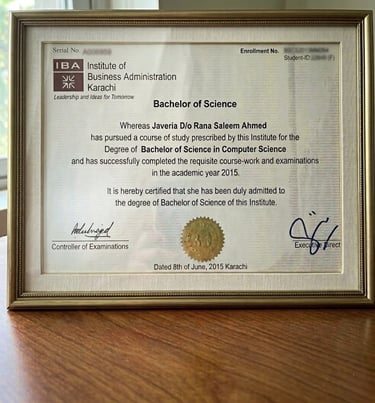 Serial No.
Enrollment No.
Student-ID: (F)
IBA
Institute of
Business Administration
Karachi
Leadership and Ideas for Tomorrow
Bachelor of Science
Whereas Javeria D/o Rana Saleem Ahmed
has pursued a course of study prescribed by this Institute for the
Degree of Bachelor of Science in Computer Science
and has successfully completed the requisite course-work and examinations
in the academic year 2015.
It is hereby certified that she has been duly admitted to
the degree of Bachelor of Science of this Institute.
Controller of Examinations
Executive Direct
Dated 8th of June, 2015 Karachi